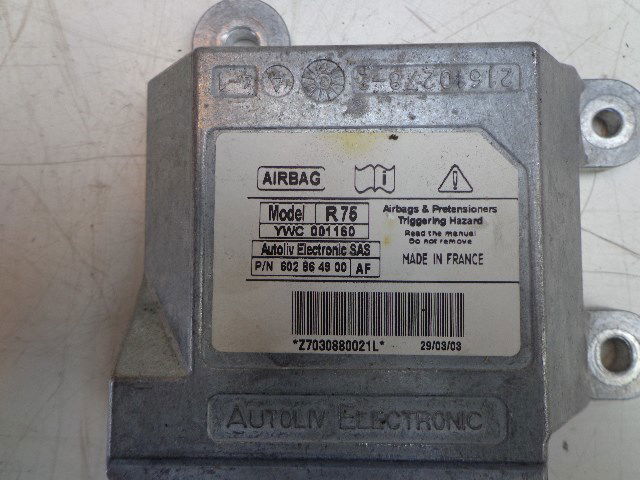 AIRBAG
Model R75
YWC 001160
Autoliv Electronic SAS
P/N 602 86 49 00 AF
Airbags & Pretensioners
Triggering Hazard
Read the manual
Do not remove
MADE IN FRANCE
*Z7030880021L*
29/03/03
AUTOLIV ELECTRONIC